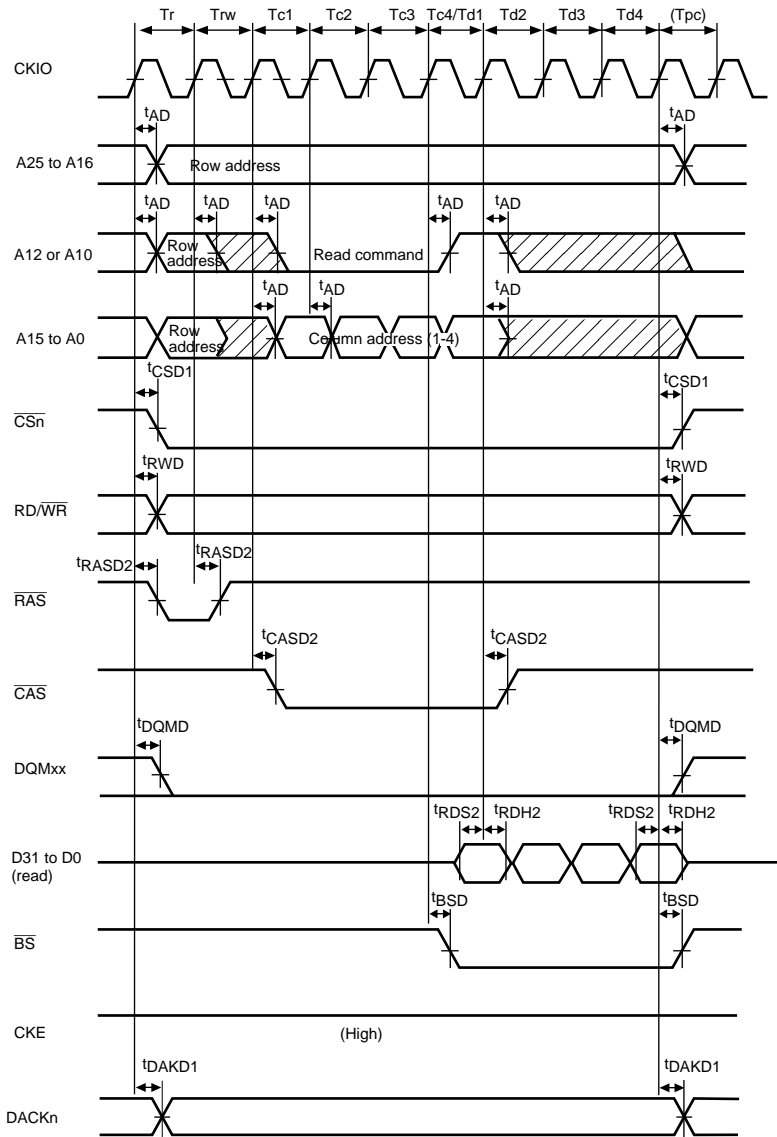 Tr Trw Tc1 Tc2 Tc3 Tc4/Td1 Td2 Td3 Td4 (Tpc)
CKIO
tAD tAD
A25 to A16 Row address
tAD tAD tAD tAD tAD
A12 or A10 Row address Read command
tAD tAD tAD
A15 to A0 Row address Column address (1-4)
tCSD1 tCSD1
CSn
tRWD tRWD
RD/WR
tRASD2 tRASD2
RAS
tCASD2 tCASD2
CAS
tDQMD tDQMD
DQMxx
tRDS2 tRDH2 tRDS2 tRDH2
D31 to D0
(read)
tBSD tBSD
BS
CKE (High)
tDAKD1 tDAKD1
DACKn